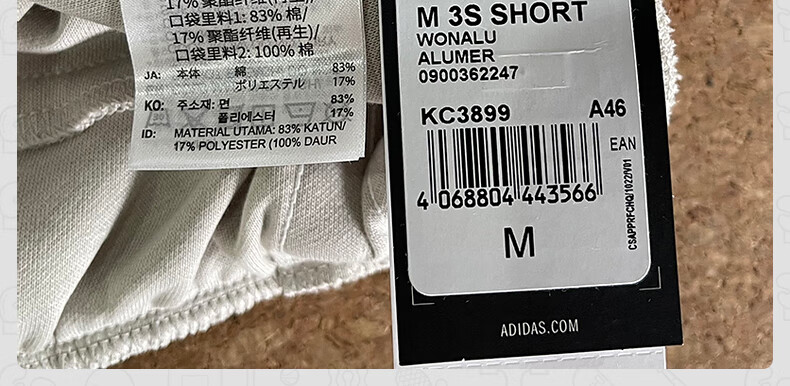 17% 聚酯纤维(再生)/
口袋里料1: 83% 棉/
17% 聚酯纤维(再生)/
口袋里料2: 100% 棉
JA: 本体 綿 83%
ポリエステル 17%
KO: 주소재: 면 83%
폴리에스터 17%
ID: MATERIAL UTAMA: 83% KATUN/
17% POLYESTER (100% DAUR
M 3S SHORT
WONALU
ALUMER
0900362247
KC3899 A46
EAN
4 068804 443566
CSAPPRFCHQ/1022/V01
M
ADIDAS.COM